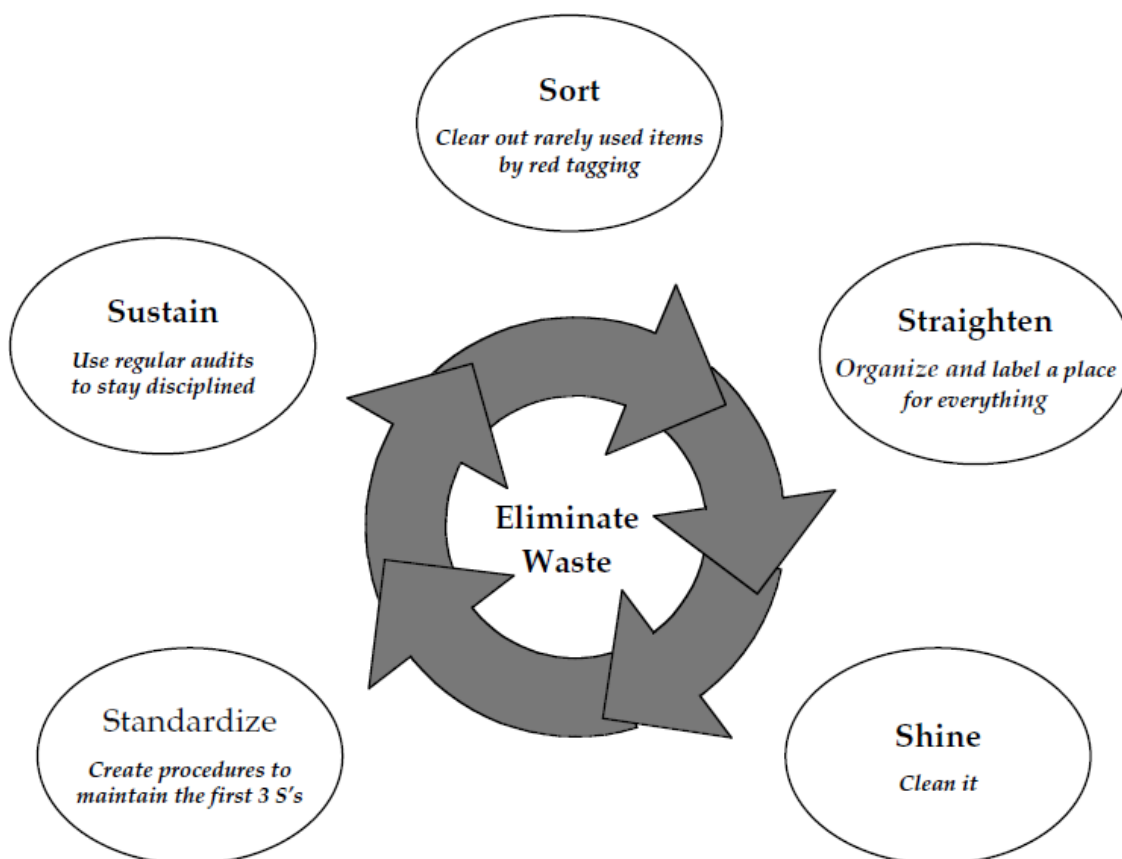 Sort
Clear out rarely used items
by red tagging
Straighten
Organize and label a place
for everything
Shine
Clean it
Standardize
Create procedures to
maintain the first 3 S's
Sustain
Use regular audits
to stay disciplined
Eliminate
Waste